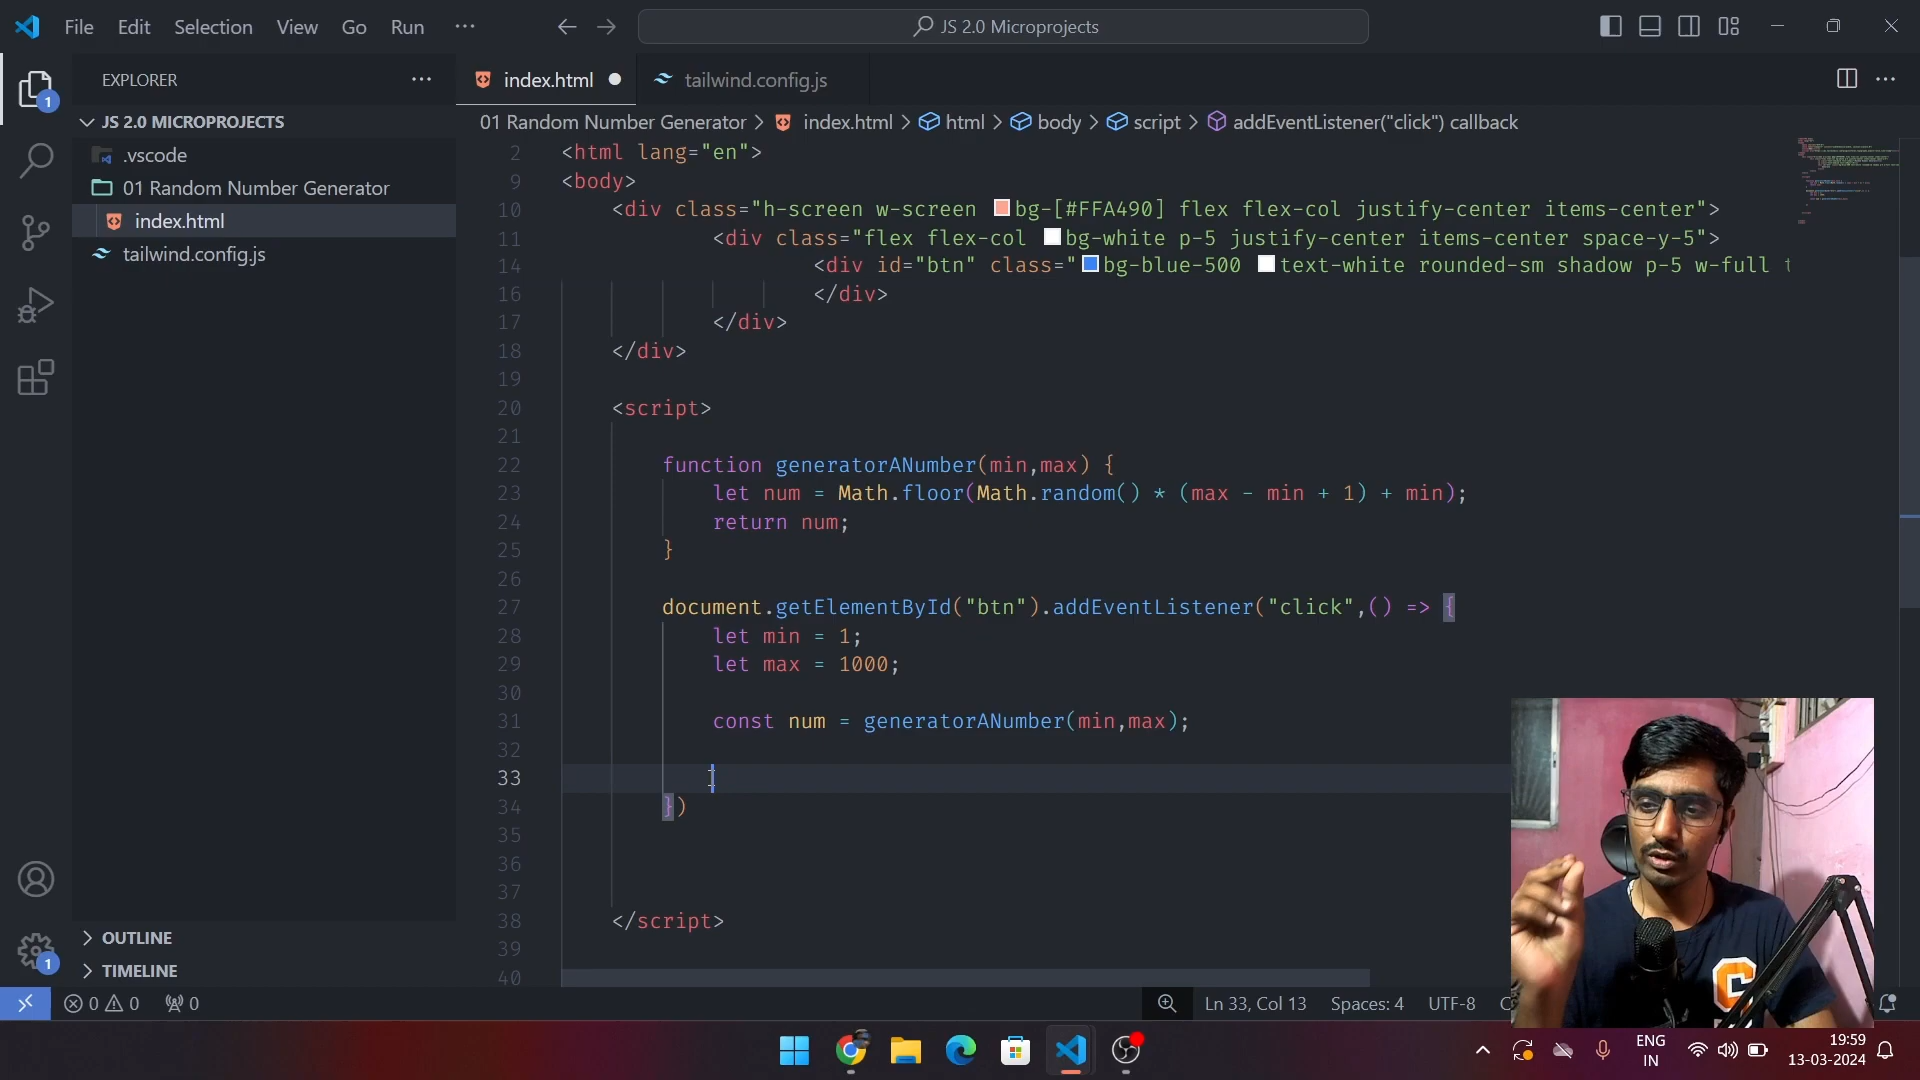 File Edit Selection View Go Run ···
JS 2.0 Microprojects
EXPLORER ···
index.html
tailwind.config.js
···
1
JS 2.0 MICROPROJECTS
.vscode
01 Random Number Generator
index.html
tailwind.config.js
OUTLINE
1
TIMELINE
01 Random Number Generator > index.html > html > body > script > addEventListener("click") callback
2 <html lang="en">
9 <body>
10 <div class="h-screen w-screen bg-[#FFA490] flex flex-col justify-center items-center">
11 <div class="flex flex-col bg-white p-5 justify-center items-center space-y-5">
14 <div id="btn" class="bg-blue-500 text-white rounded-sm shadow p-5 w-full t
16 </div>
17 </div>
18 </div>
19
20 <script>
21
22 function generatorANumber(min,max) {
23 let num = Math.floor(Math.random() * (max - min + 1) + min);
24 return num;
25 }
26
27 document.getElementById("btn").addEventListener("click",() => {
28 let min = 1;
29 let max = 1000;
30
31 const num = generatorANumber(min,max);
32
33
34 })
35
36
37
38 </script>
39
40
0 0 0
Ln 33, Col 13 Spaces: 4 UTF-8
ENG
IN
19:59
13-03-2024